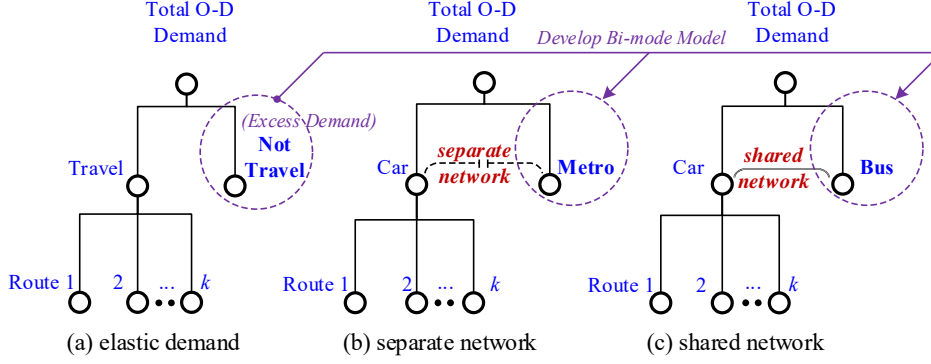 Total O-D
Demand
Total O-D
Demand
Total O-D
Demand
Develop Bi-mode Model
(Excess Demand)
Travel
Not
Travel
Car
separate
network
Metro
Car
shared
network
Bus
Route 1 2 ... k
Route 1 2 ... k
Route 1 2 ... k
(a) elastic demand
(b) separate network
(c) shared network